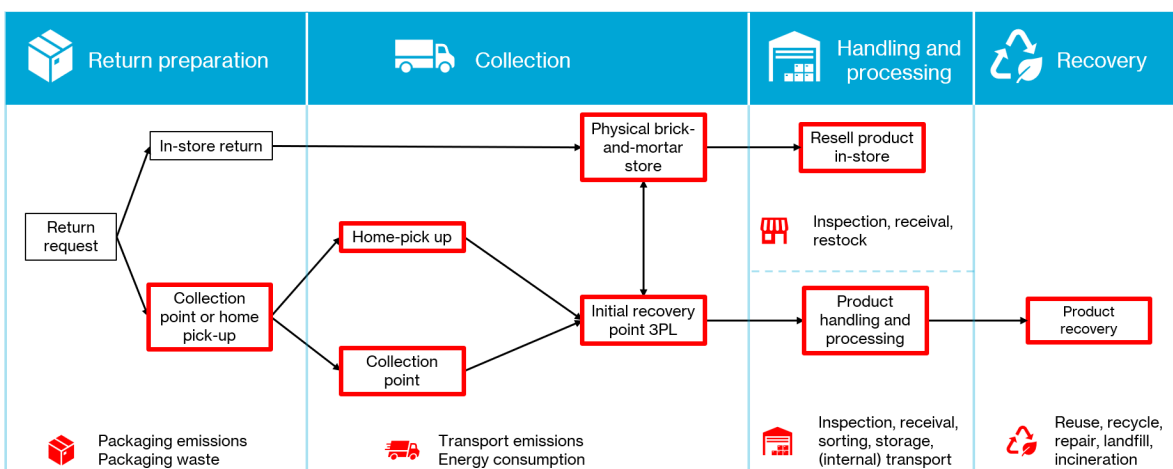 Return preparation
Collection
Handling and
processing
Recovery
In-store return
Physical brick-
and-mortar
store
Resell product
in-store
Return
request
Home-pick up
Inspection, receival,
restock
Collection
point or home
pick-up
Initial recovery
point 3PL
Product
handling and
processing
Product
recovery
Collection
point
Packaging emissions
Packaging waste
Transport emissions
Energy consumption
Inspection, receival,
sorting, storage,
(internal) transport
Reuse, recycle,
repair, landfill,
incineration